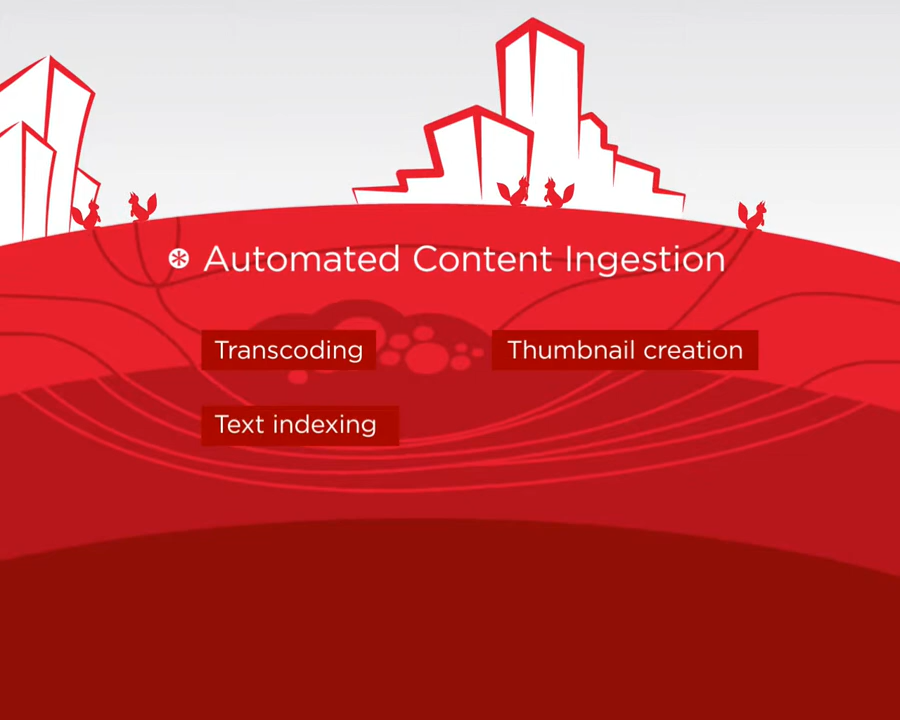 Automated Content Ingestion
Transcoding
Thumbnail creation
Text indexing